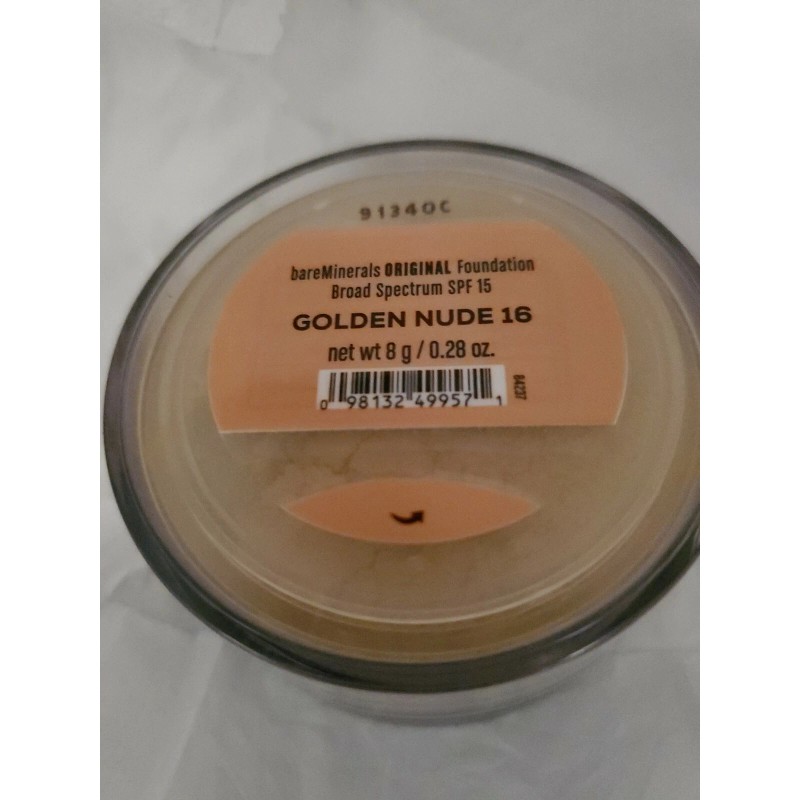 91340C
bareMinerals ORIGINAL Foundation
Broad Spectrum SPF 15
GOLDEN NUDE 16
net wt 8 g / 0.28 oz.
0 98132 49957 1
84237